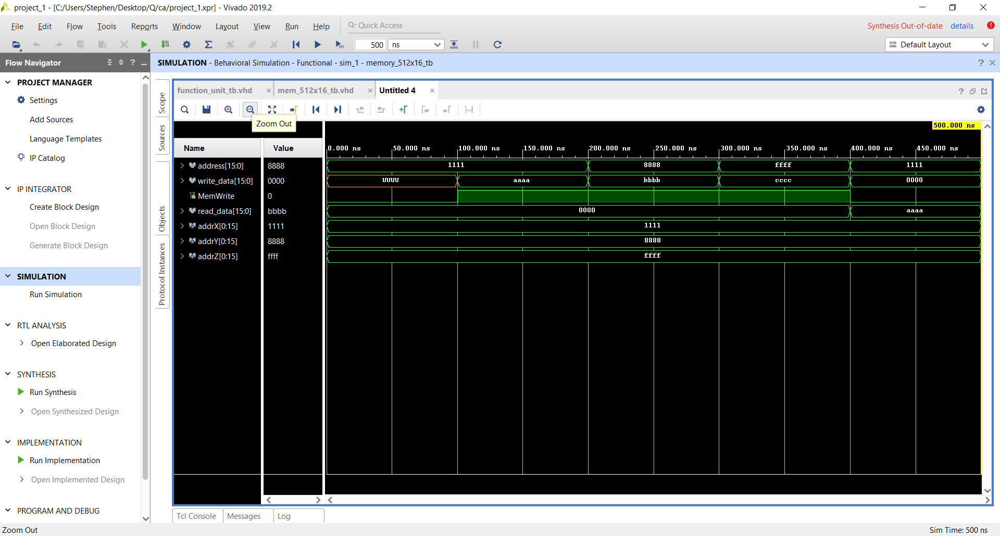 project_1 - [C:/Users/Stephen/Desktop/Q/ca/project_1.xpr] - Vivado 2019.2
File Edit Flow Tools Reports Window Layout View Run Help Quick Access
Synthesis Out-of-date details
500 ns
Default Layout
Flow Navigator
SIMULATION - Behavioral Simulation - Functional - sim_1 - memory_512x16_tb
PROJECT MANAGER
Settings
Add Sources
Language Templates
IP Catalog
IP INTEGRATOR
Create Block Design
Open Block Design
Generate Block Design
SIMULATION
Run Simulation
RTL ANALYSIS
Open Elaborated Design
SYNTHESIS
Run Synthesis
Open Synthesized Design
IMPLEMENTATION
Run Implementation
Open Implemented Design
PROGRAM AND DEBUG
Scope
Sources
Objects
Protocol Instances
function_unit_tb.vhd mem_512x16_tb.vhd Untitled 4
Zoom Out
500.000 ns
Name Value
0.000 ns 50.000 ns 100.000 ns 150.000 ns 200.000 ns 250.000 ns 300.000 ns 350.000 ns 400.000 ns 450.000 ns
address[15:0] 8888 1111 8888 ffff 1111
write_data[15:0] 0000 UUUU aaaa bbbb cccc 0000
MemWrite 0
read_data[15:0] bbbb 0000 aaaa
addrX[0:15] 1111 1111
addrY[0:15] 8888 8888
addrZ[0:15] ffff ffff
Tcl Console Messages Log
Zoom Out
Sim Time: 500 ns